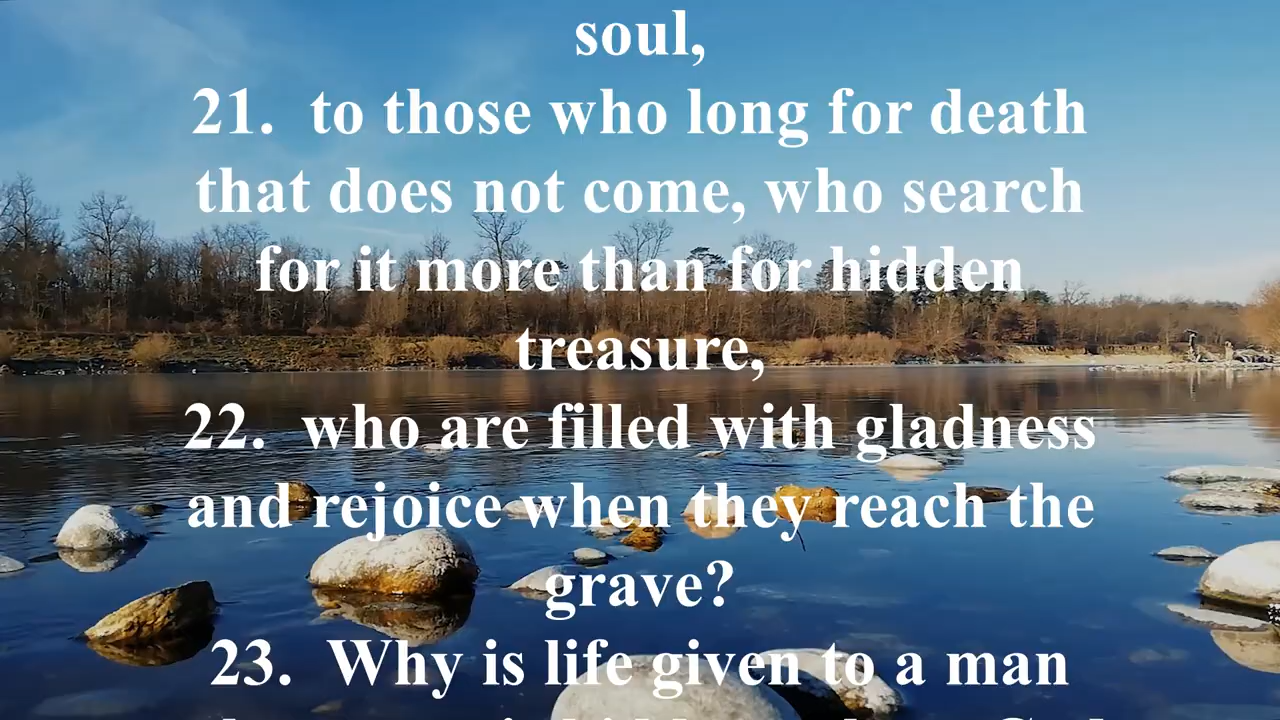 soul,
21. to those who long for death
that does not come, who search
for it more than for hidden
treasure,
22. who are filled with gladness
and rejoice when they reach the
grave?
23. Why is life given to a man